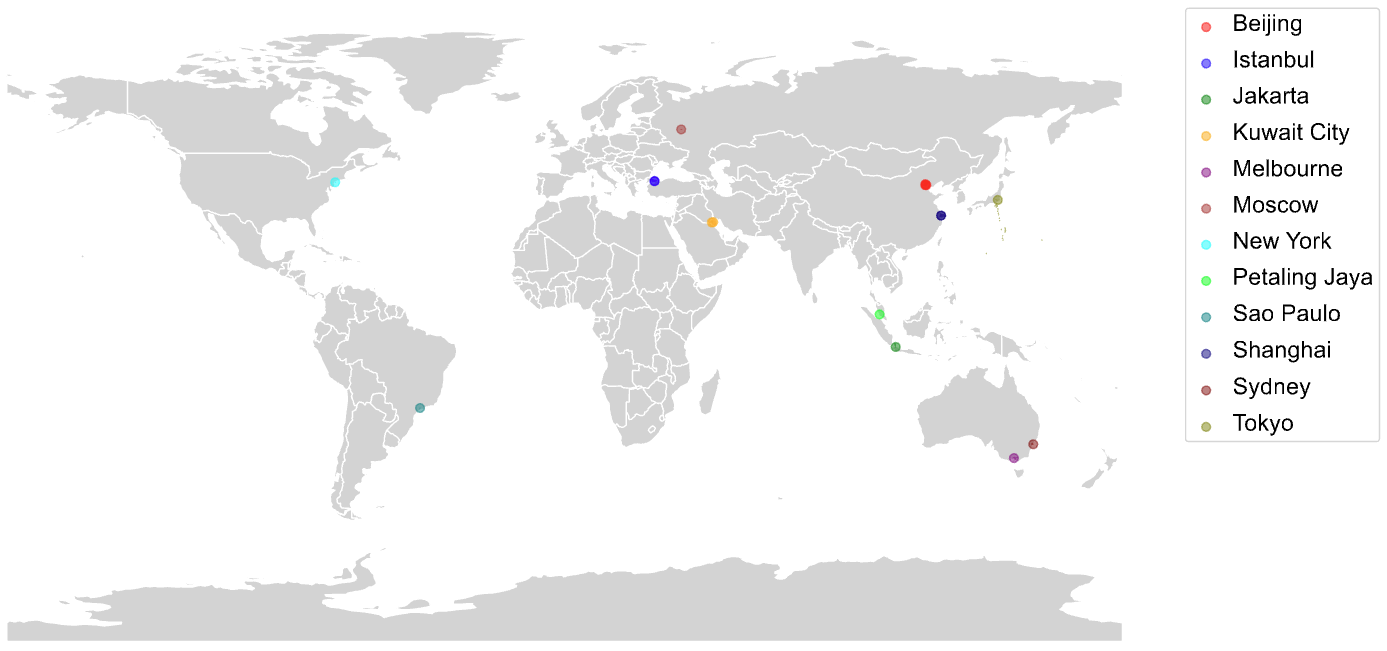 Beijing
Istanbul
Jakarta
Kuwait City
Melbourne
Moscow
New York
Petaling Jaya
Sao Paulo
Shanghai
Sydney
Tokyo